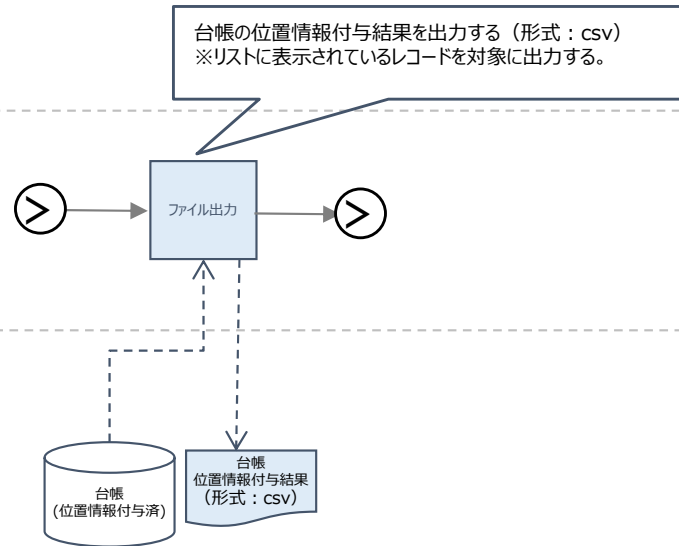 台帳の位置情報付与結果を出力する（形式：csv）
※リストに表示されているレコードを対象に出力する。
ファイル出力
台帳
(位置情報付与済)
台帳
位置情報付与結果
（形式：csv）